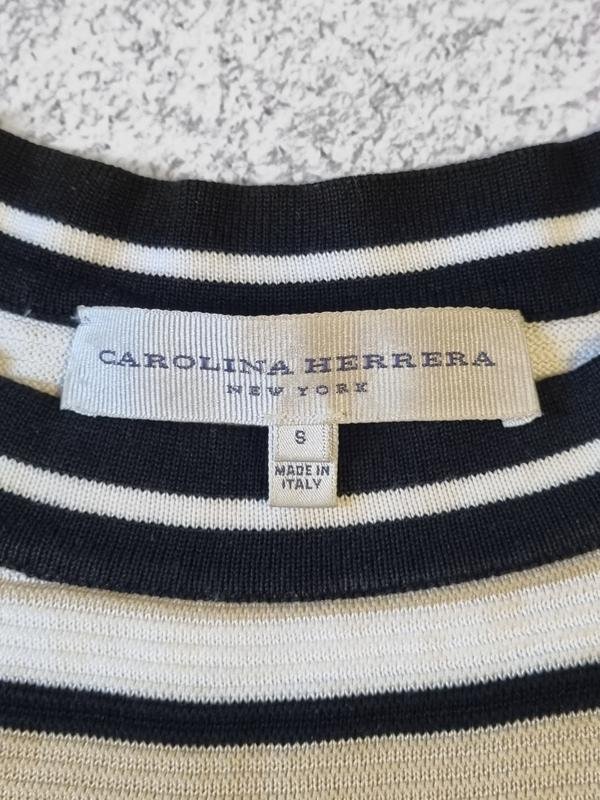 CAROLINA HERRERA
NEW YORK
S
MADE IN
ITALY